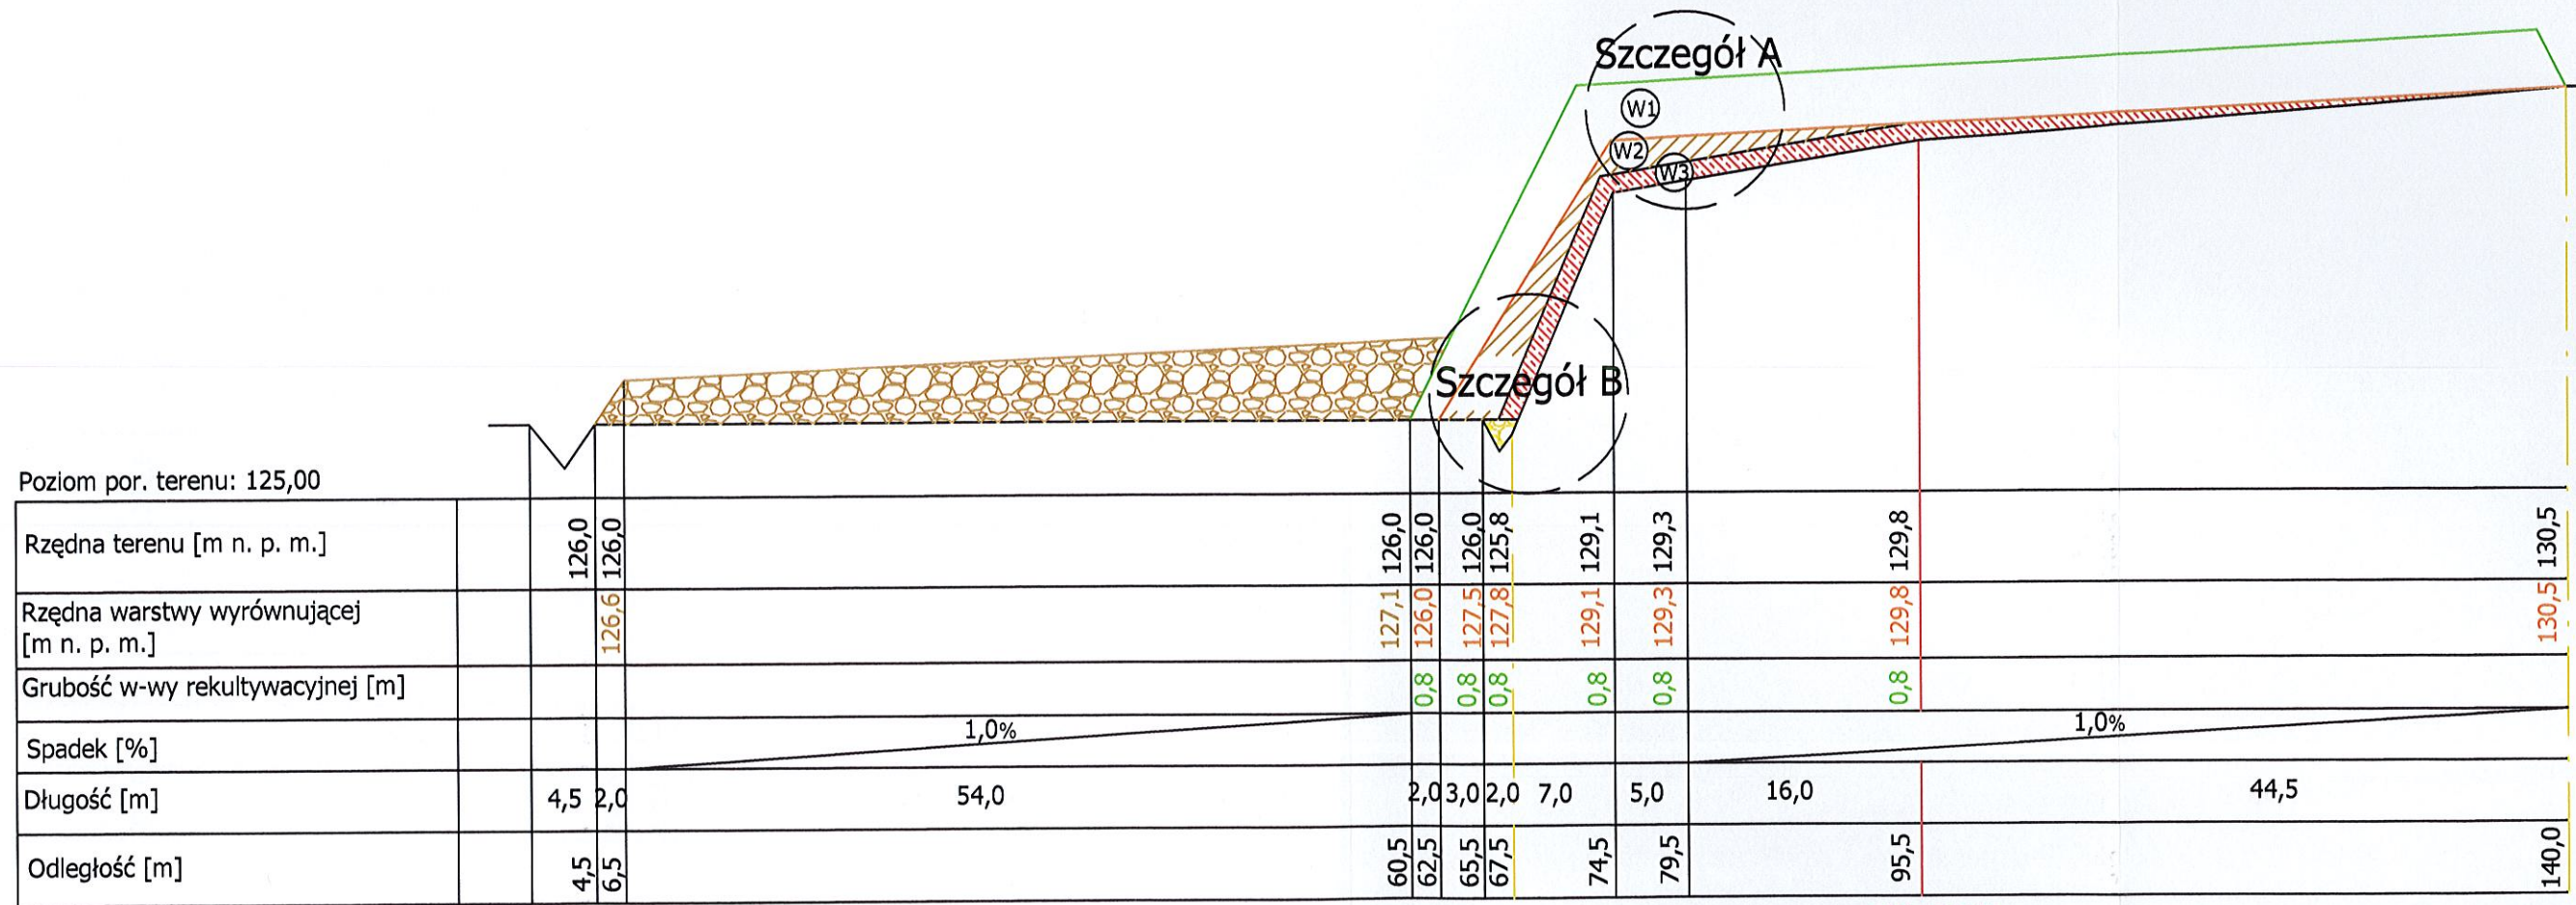 Szczegół A
W1
W2
W3
Szczegół B
Poziom por. terenu: 125,00
Rzędna terenu [m n. p. m.] 126,0 126,0 126,0 126,0 126,0 125,8 129,1 129,3 129,8 130,5
Rzędna warstwy wyrównującej
[m n. p. m.] 126,6 127,1 126,0 127,5 127,8 129,1 129,3 129,8 130,5
Grubość w-wy rekultywacyjnej [m] 0,8 0,8 0,8 0,8 0,8 0,8
Spadek [%] 1,0% 1,0%
Długość [m] 4,5 2,0 54,0 2,0 3,0 2,0 7,0 5,0 16,0 44,5
Odległość [m] 4,5 6,5 60,5 62,5 65,5 67,5 74,5 79,5 95,5 140,0